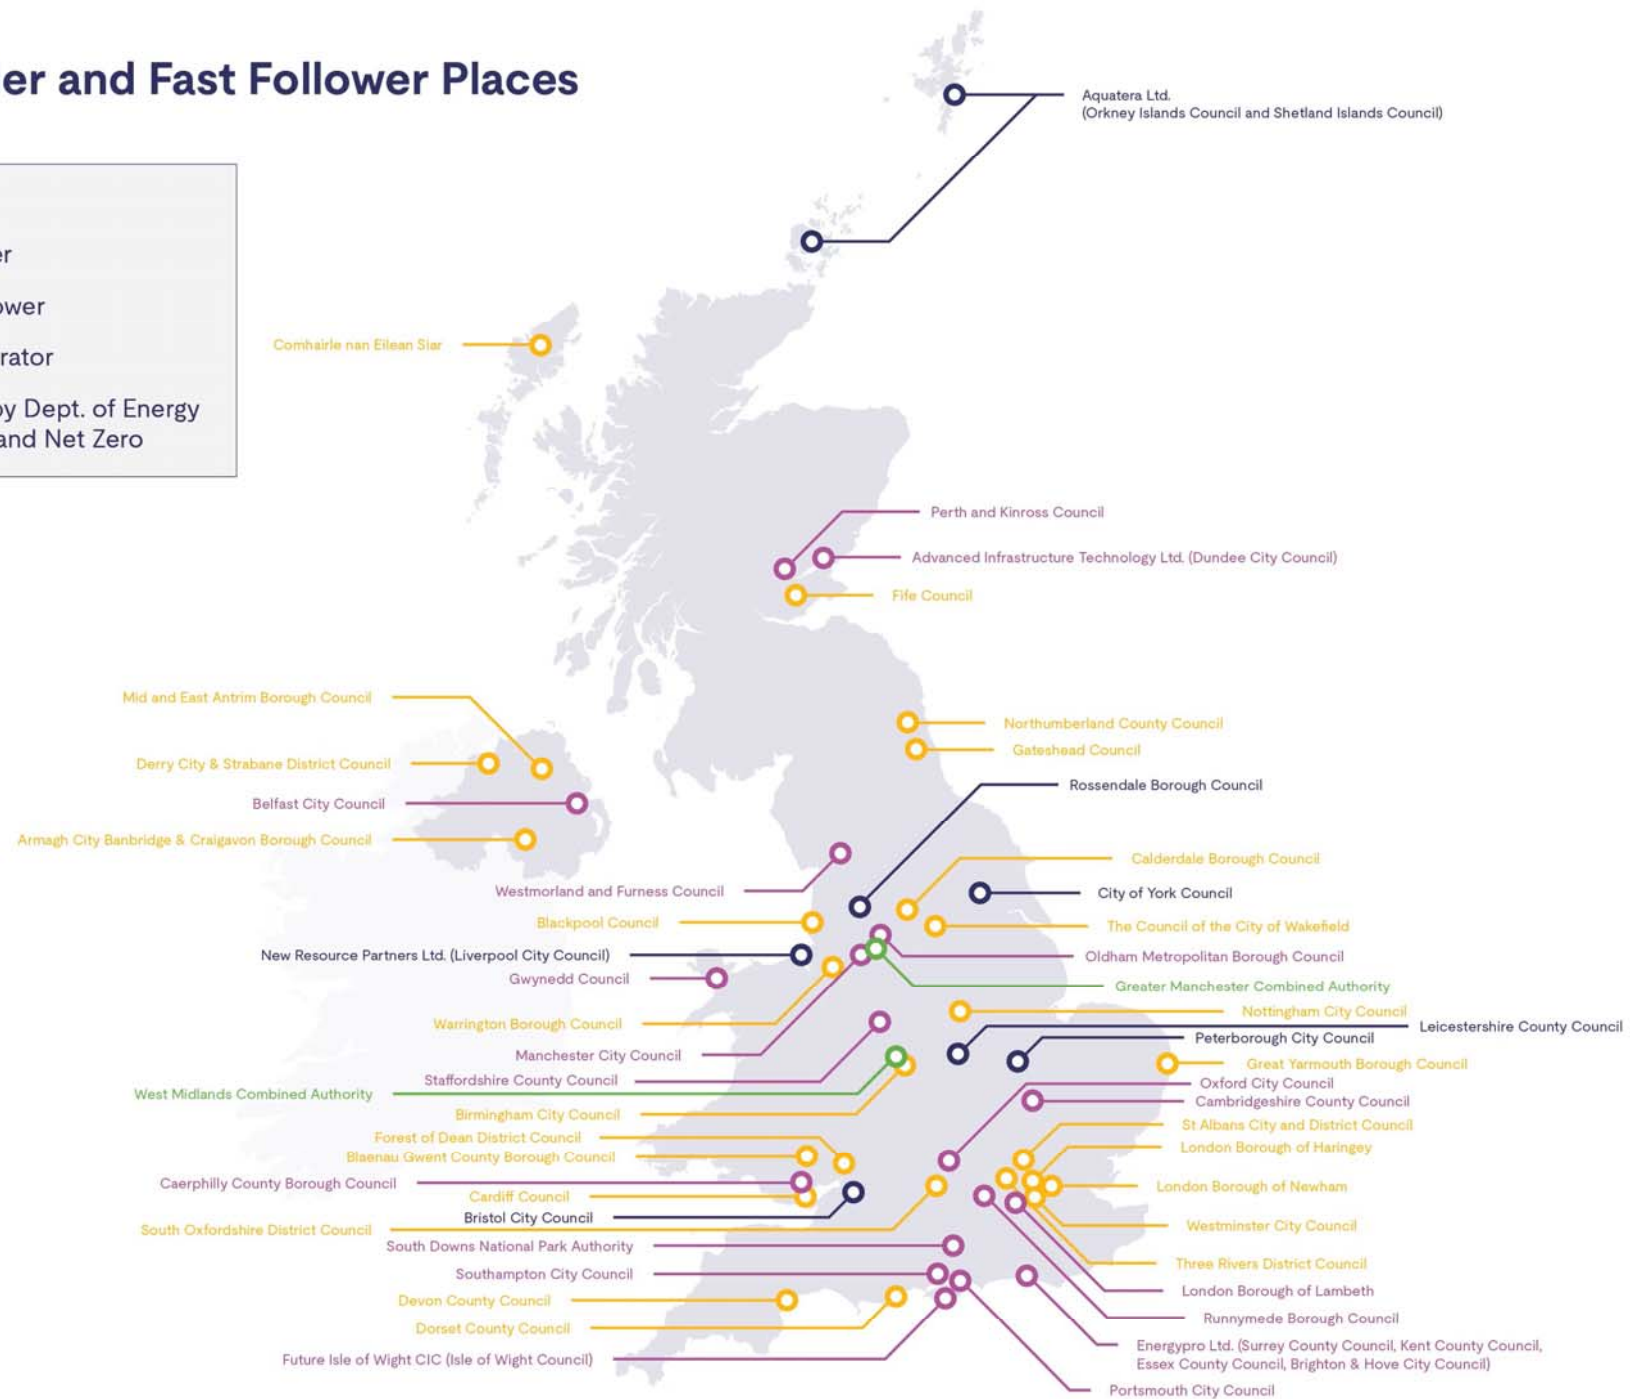 er and Fast Follower Places
er
ower
rator
by Dept. of Energy
and Net Zero
Aquatera Ltd.
(Orkney Islands Council and Shetland Islands Council)
Comhairle nan Eilean Siar
Perth and Kinross Council
Advanced Infrastructure Technology Ltd. (Dundee City Council)
Fife Council
Mid and East Antrim Borough Council
Derry City & Strabane District Council
Belfast City Council
Armagh City Banbridge & Craigavon Borough Council
Northumberland County Council
Gateshead Council
Rossendale Borough Council
Calderdale Borough Council
City of York Council
The Council of the City of Wakefield
Oldham Metropolitan Borough Council
Greater Manchester Combined Authority
Nottingham City Council
Leicestershire County Council
Peterborough City Council
Great Yarmouth Borough Council
Oxford City Council
Cambridgeshire County Council
St Albans City and District Council
London Borough of Haringey
London Borough of Newham
Westminster City Council
Three Rivers District Council
London Borough of Lambeth
Runnymede Borough Council
Energypro Ltd. (Surrey County Council, Kent County Council,
Essex County Council, Brighton & Hove City Council)
Portsmouth City Council
Westmorland and Furness Council
Blackpool Council
New Resource Partners Ltd. (Liverpool City Council)
Gwynedd Council
Warrington Borough Council
Manchester City Council
Staffordshire County Council
West Midlands Combined Authority
Birmingham City Council
Forest of Dean District Council
Blaenau Gwent County Borough Council
Caerphilly County Borough Council
Cardiff Council
Bristol City Council
South Oxfordshire District Council
South Downs National Park Authority
Southampton City Council
Devon County Council
Dorset County Council
Future Isle of Wight CIC (Isle of Wight Council)